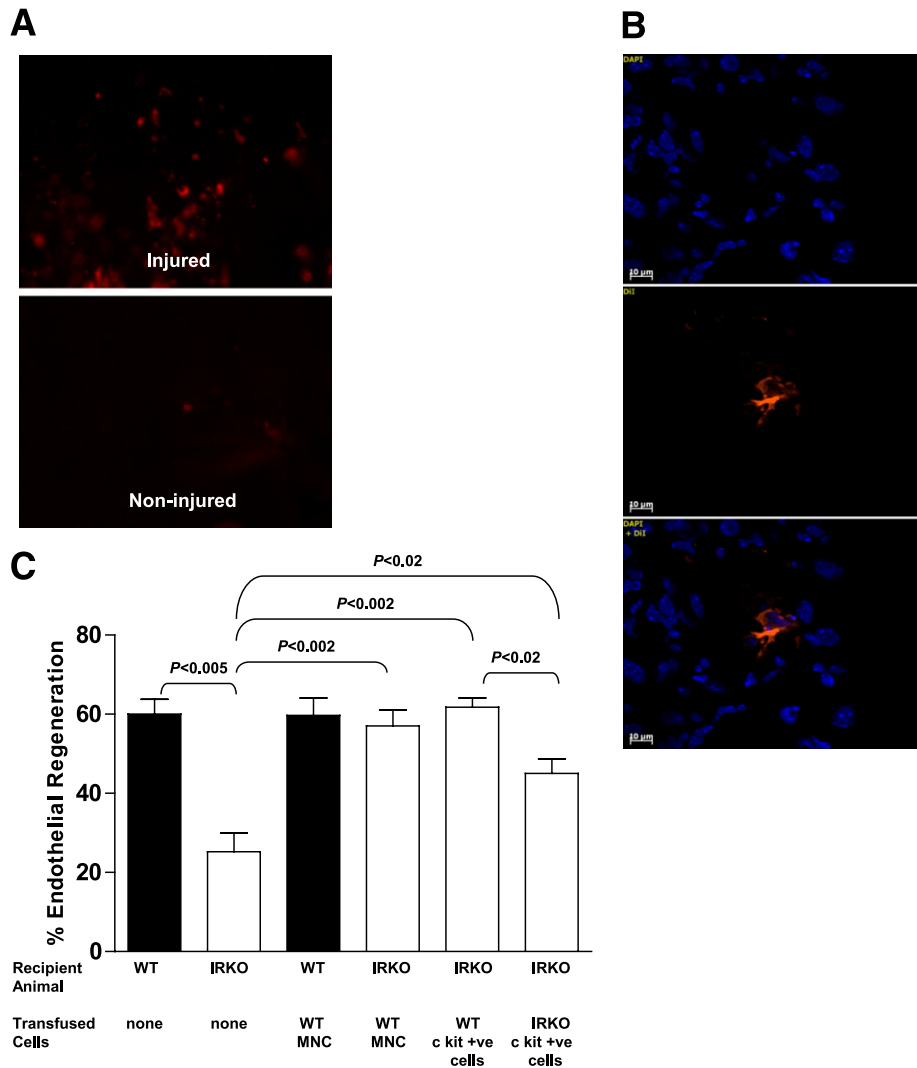 A
Injured
Non-injured
B
DAPI
10 µm
DiI
10 µm
DAPI
+ DiI
10 µm
C
P<0.02
P<0.002
P<0.005
P<0.002
P<0.02
% Endothelial Regeneration
80
60
40
20
0
Recipient
Animal
WT
IRKO
WT
IRKO
IRKO
IRKO
Transfused
Cells
none
none
WT
MNC
WT
MNC
WT
c kit +ve
cells
IRKO
c kit +ve
cells